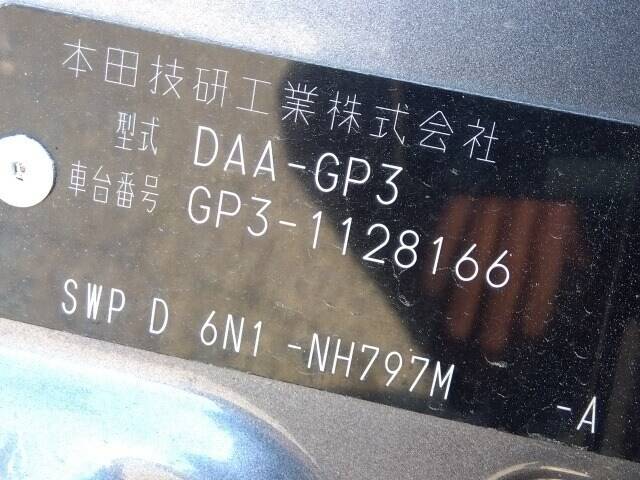 本田技研工業株式会社
型式 DAA-GP3
車台番号 GP3-1128166
SWP D 6N1 -NH797M -A